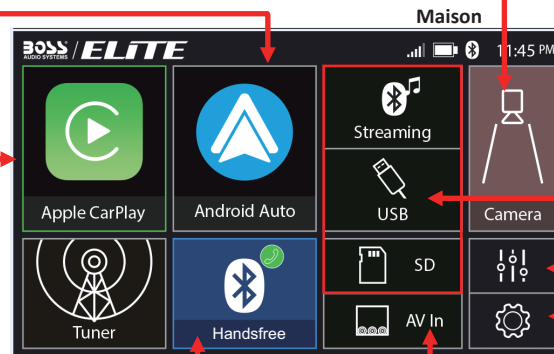 Maison
BOSS AUDIO SYSTEMS / ELITE
11:45 PM
Streaming
Apple CarPlay
Android Auto
USB
Camera
SD
Tuner
Handsfree
AV In